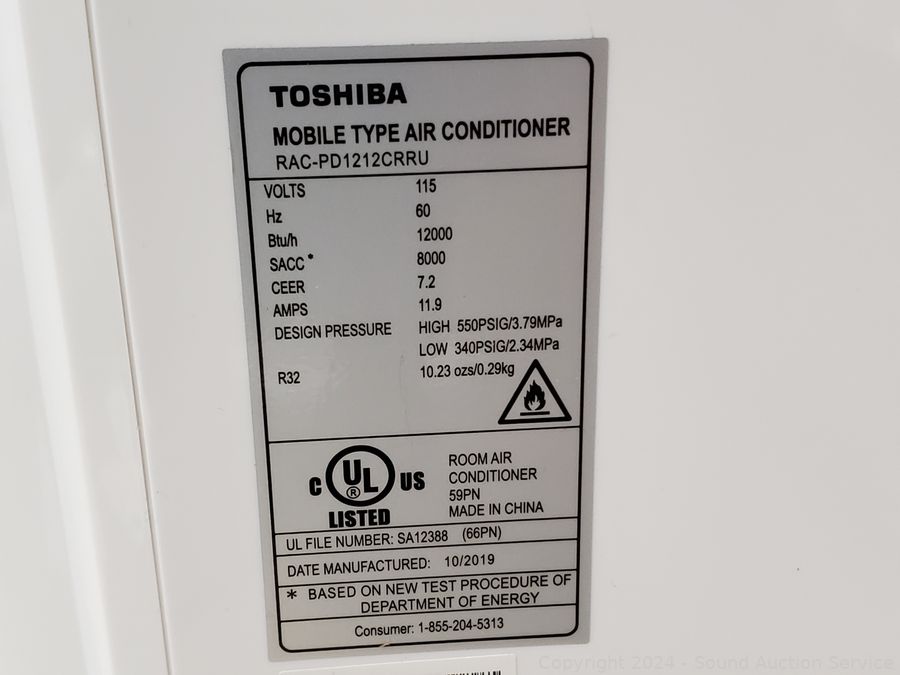 TOSHIBA
MOBILE TYPE AIR CONDITIONER
RAC-PD1212CRRU
VOLTS 115
Hz 60
Btu/h 12000
SACC * 8000
CEER 7.2
AMPS 11.9
DESIGN PRESSURE HIGH 550PSIG/3.79MPa
LOW 340PSIG/2.34MPa
R32 10.23 ozs/0.29kg
C UL ® US
LISTED
ROOM AIR
CONDITIONER
59PN
MADE IN CHINA
UL FILE NUMBER: SA12388 (66PN)
DATE MANUFACTURED: 10/2019
* BASED ON NEW TEST PROCEDURE OF
DEPARTMENT OF ENERGY
Consumer: 1-855-204-5313
Copyright 2024 - Sound Auction Service